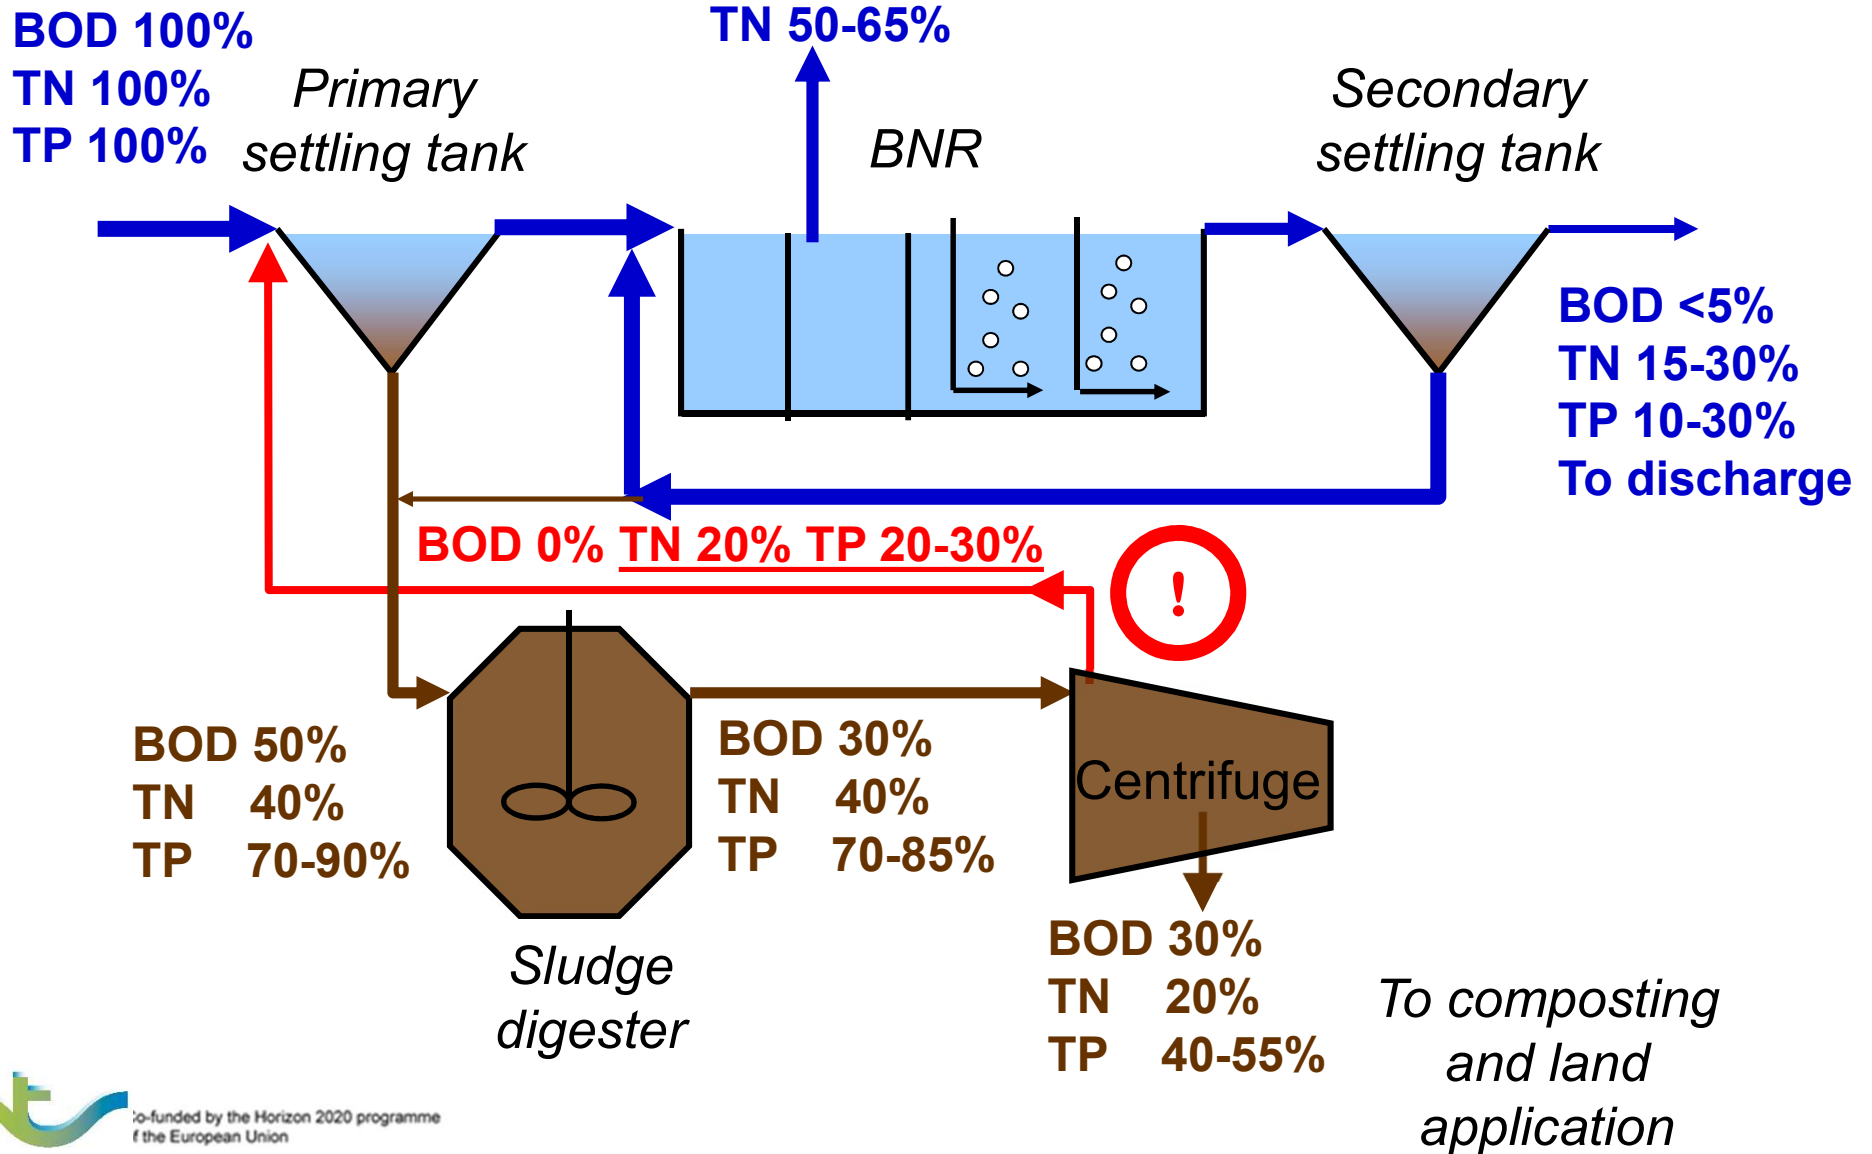 BOD 100%
TN 100%
TP 100%
Primary
settling tank
TN 50-65%
BNR
Secondary
settling tank
BOD <5%
TN 15-30%
TP 10-30%
To discharge
BOD 0% TN 20% TP 20-30%
!
BOD 50%
TN 40%
TP 70-90%
BOD 30%
TN 40%
TP 70-85%
Centrifuge
Sludge
digester
BOD 30%
TN 20%
TP 40-55%
To composting
and land
application
o-funded by the Horizon 2020 programme
f the European Union